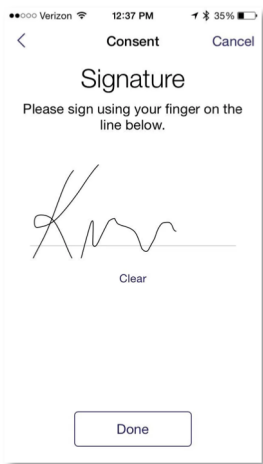 Verizon 12:37 PM 35%
Consent Cancel
Signature
Please sign using your finger on the
line below.
Clear
Done